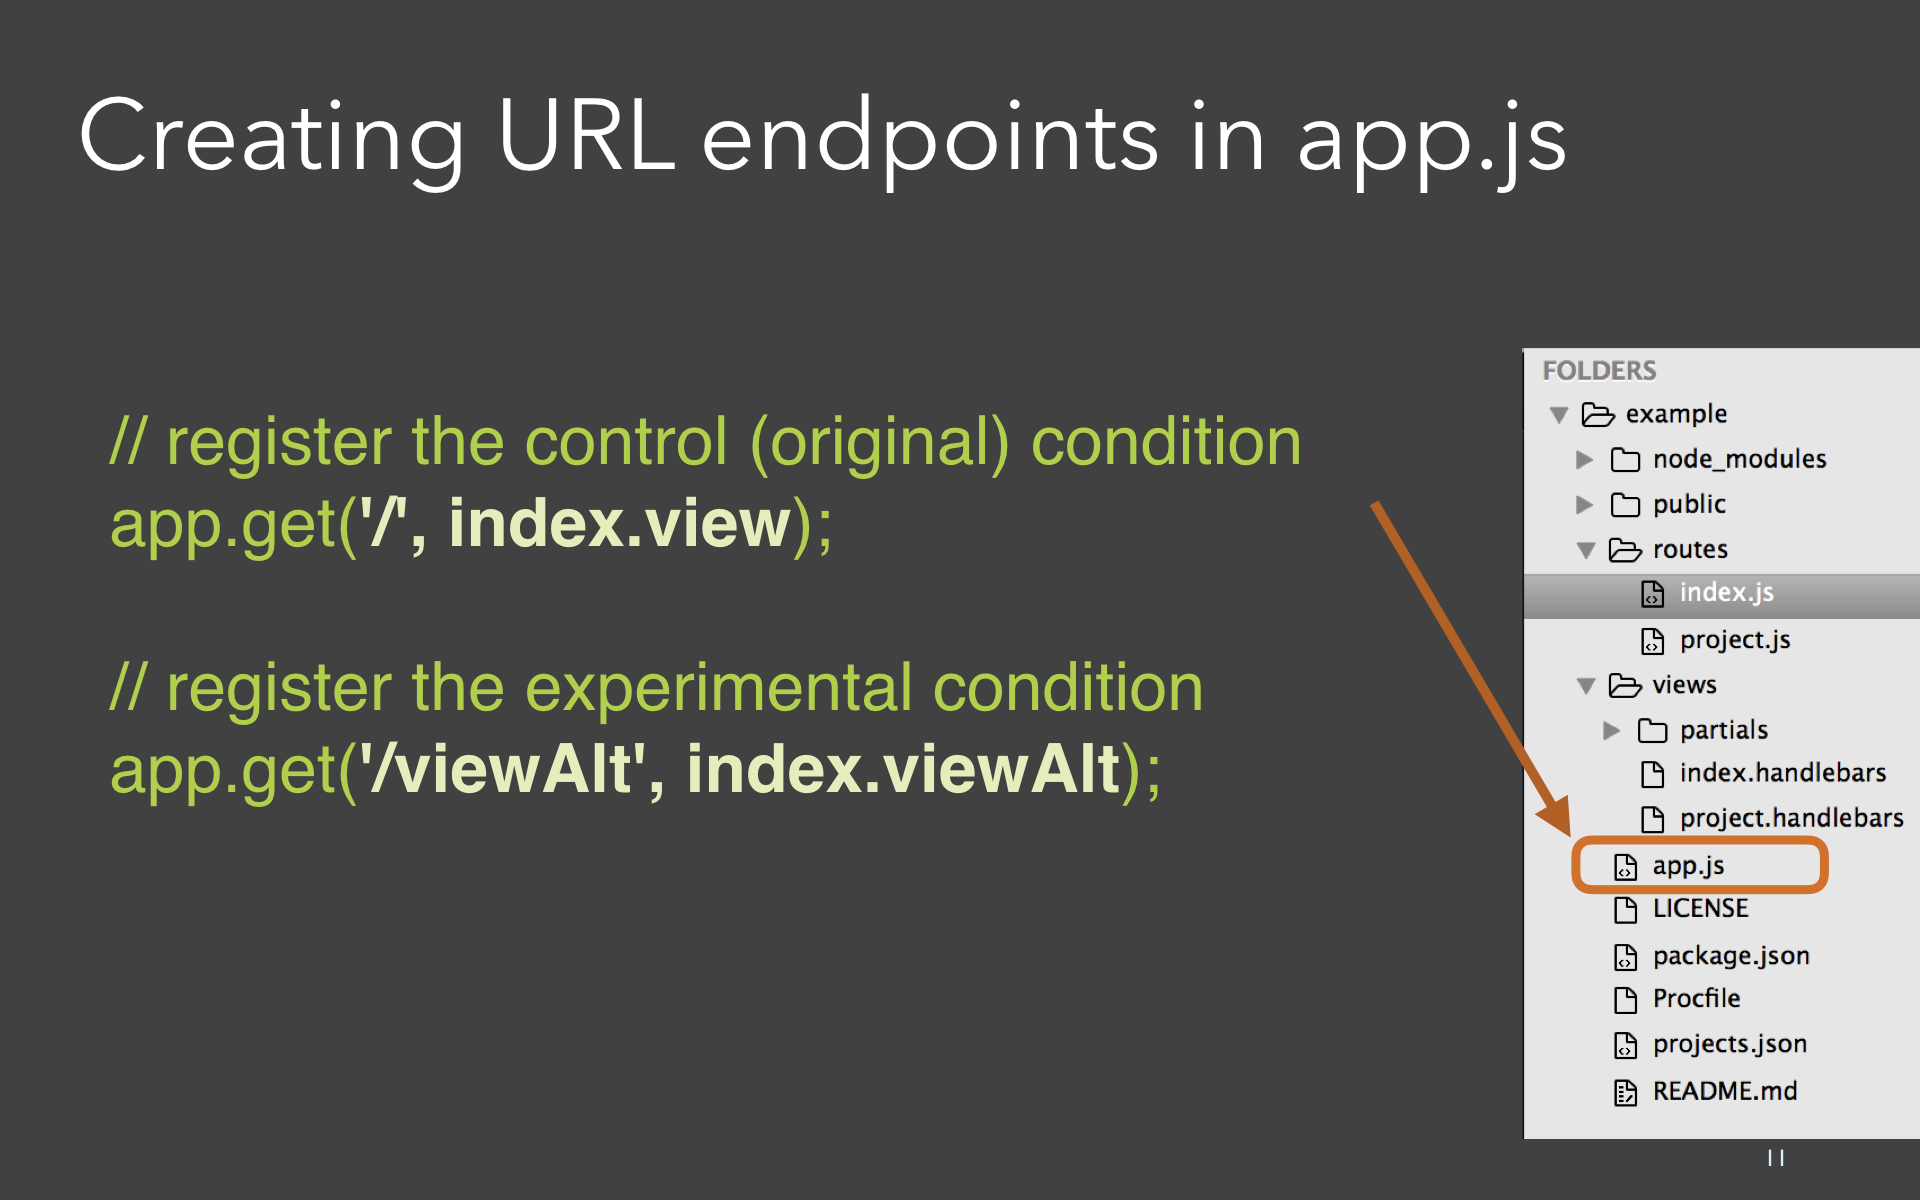 Creating URL endpoints in app.js
// register the control (original) condition
app.get('/', index.view);
// register the experimental condition
app.get('/viewAlt', index.viewAlt);
FOLDERS
example
node_modules
public
routes
index.js
project.js
views
partials
index.handlebars
project.handlebars
app.js
LICENSE
package.json
Procfile
projects.json
README.md
11